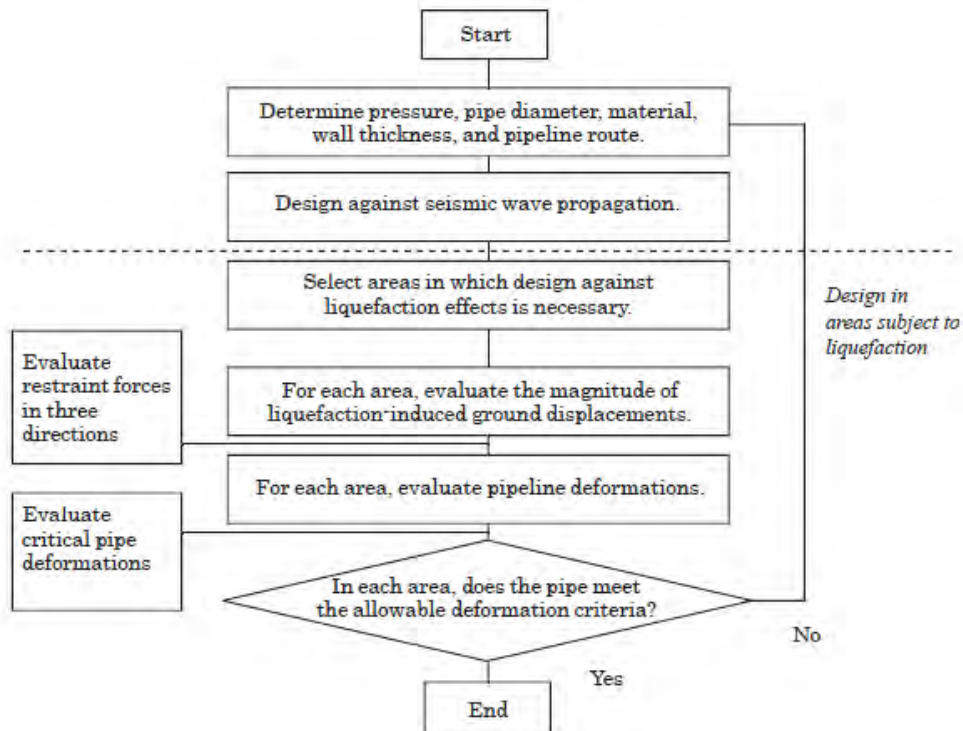 Start
Determine pressure, pipe diameter, material,
wall thickness, and pipeline route.
Design against seismic wave propagation.
Select areas in which design against
liquefaction effects is necessary.
Design in
areas subject to
liquefaction
Evaluate
restraint forces
in three
directions
For each area, evaluate the magnitude of
liquefaction-induced ground displacements.
For each area, evaluate pipeline deformations.
Evaluate
critical pipe
deformations
In each area, does the pipe meet
the allowable deformation criteria?
No
Yes
End